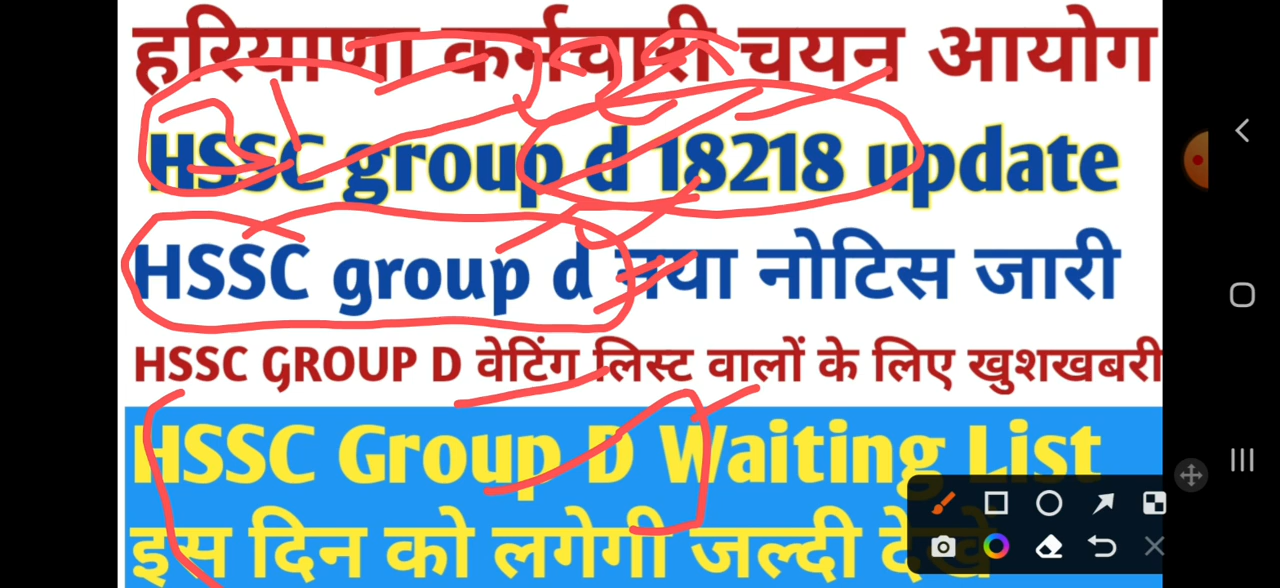 हरियाणा कर्मचारी चयन आयोग
HSSC group d 18218 update
HSSC group d नया नोटिस जारी
HSSC GROUP D वेटिंग लिस्ट वालों के लिए खुशखबरी
HSSC Group D Waiting List
इस दिन को लगेगी जल्दी देखे